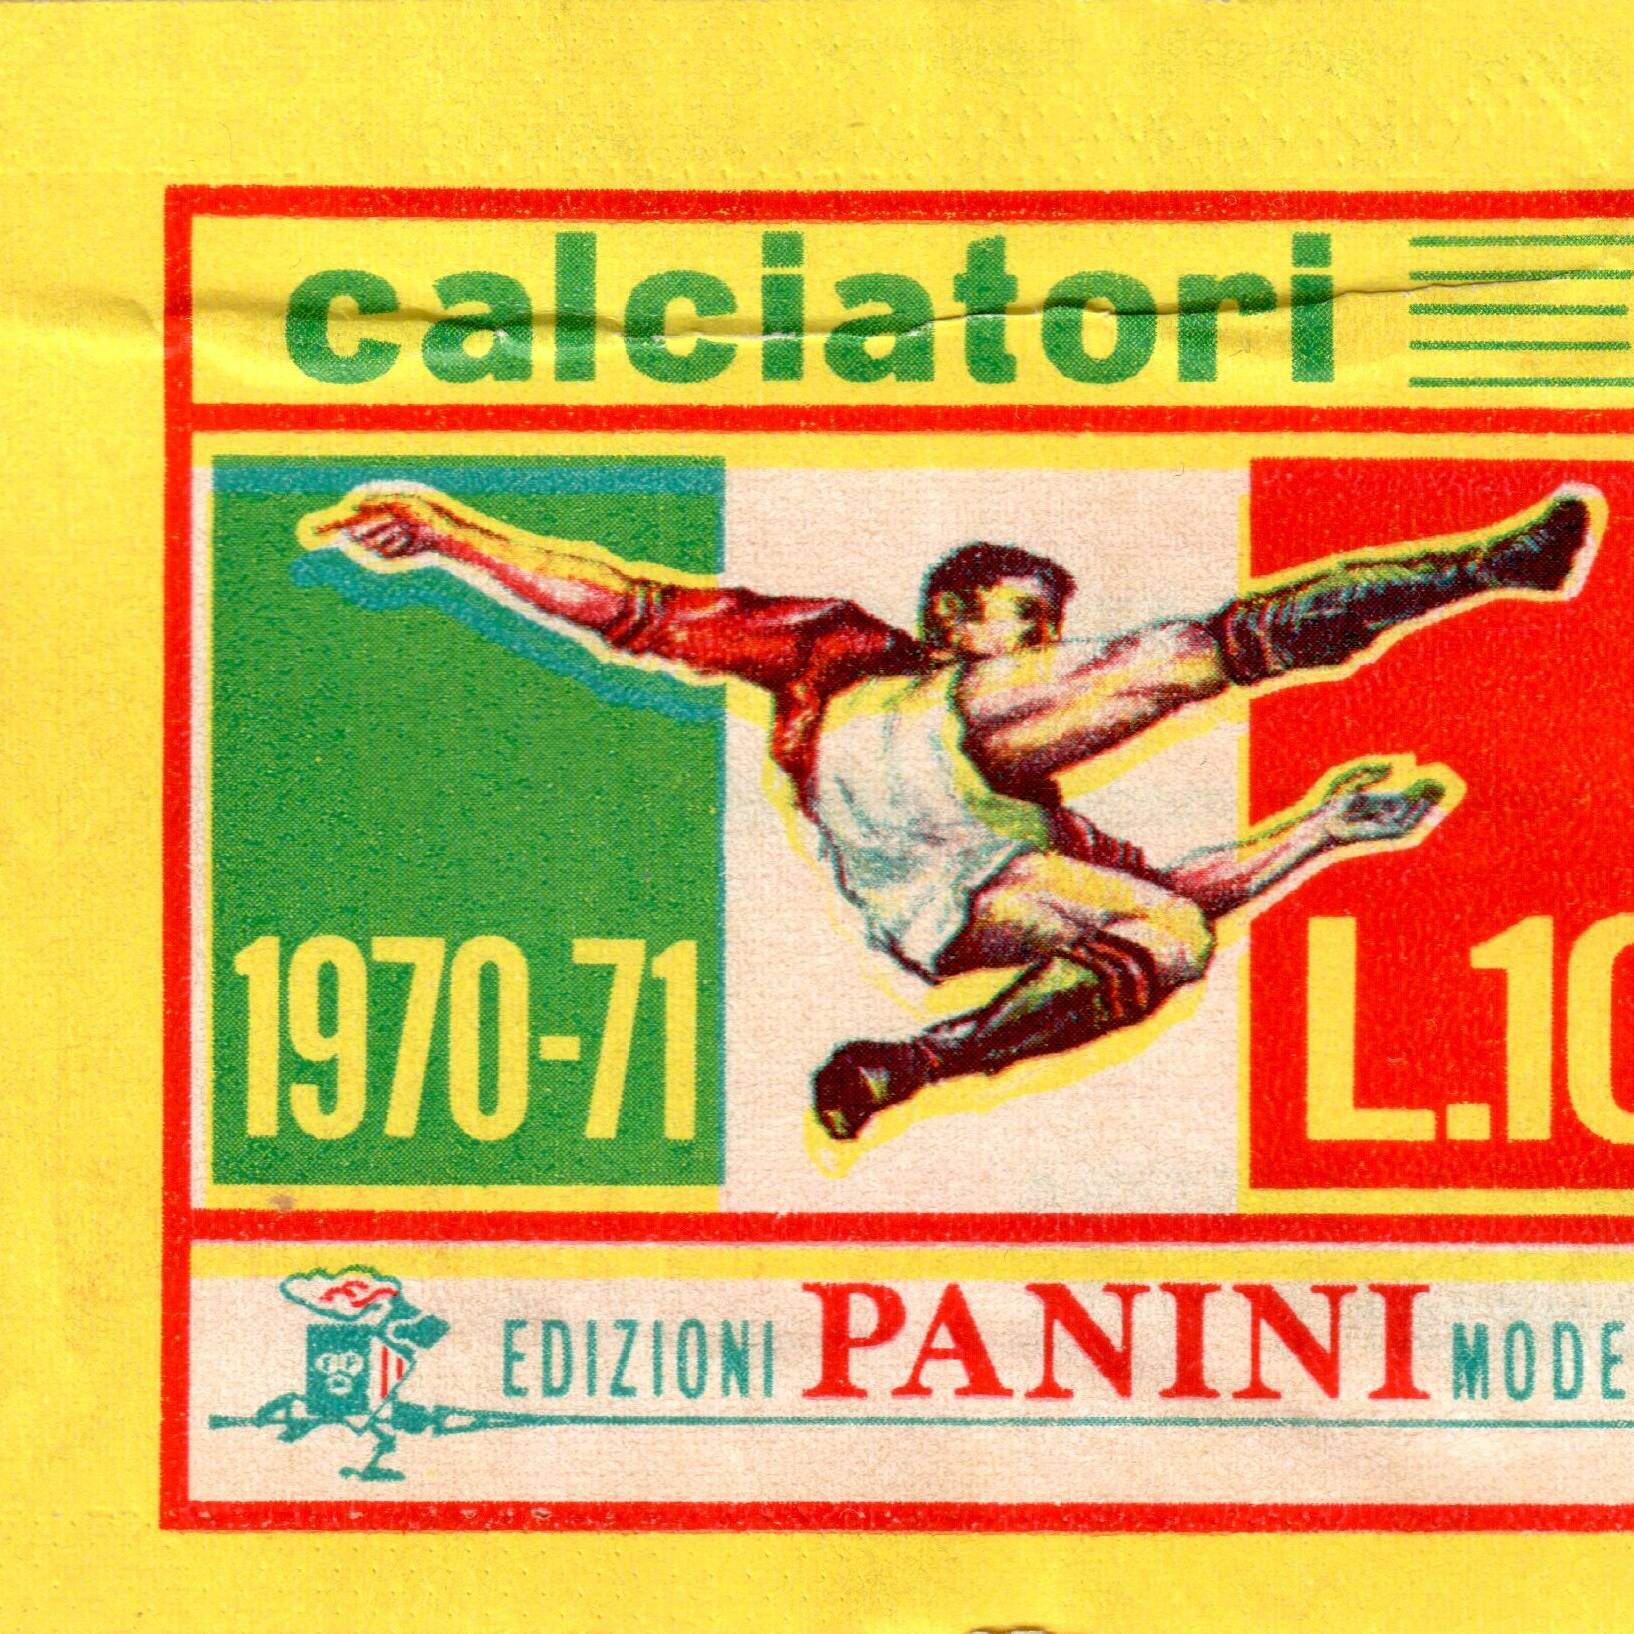 calciatori
1970-71
L.10
EDIZIONI PANINI MODE